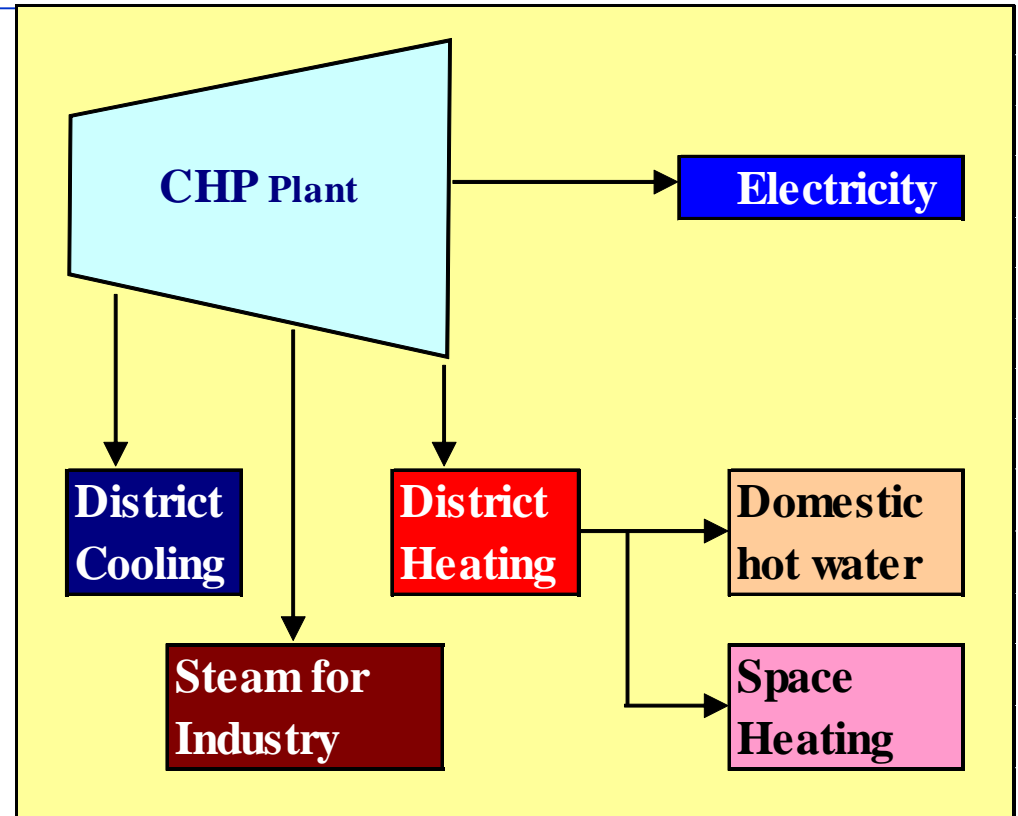 CHP Plant
Electricity
District
Cooling
District
Heating
Domestic
hot water
Steam for
Industry
Space
Heating